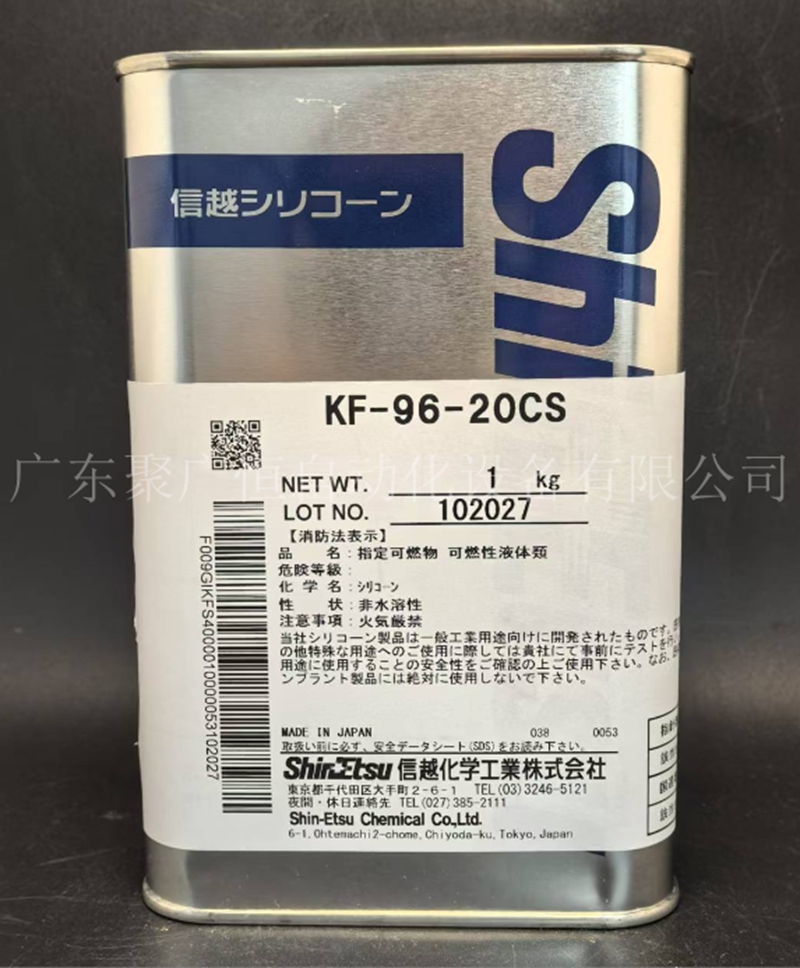 信越シリコーン
Sh
KF-96-20CS
NET WT. 1 kg
LOT NO. 102027
广东聚广恒自动化设备有限公司
F009GIKFS40000010000053102027
【消防法表示】
品 名：指定可燃物 可燃性液体類
危険等級：
化 学 名：シリコーン
性 状：非水溶性
注意事項：火気厳禁
当社シリコーン製品は一般工業用途向けに開発されたものです。
の他特殊な用途へのご使用に際しては貴社にて事前にテストを行い
用途に使用することの安全性をご確認の上ご使用下さい。なお、
ンプラント製品には絶対に使用しないで下さい。
MADE IN JAPAN 038 0053
取扱い前に必ず、安全データシート(SDS)をお読み下さい。
ShinEtsu 信越化学工業株式会社
東京都千代田区大手町２－６－１ TEL(03)3246-5121
夜間・休日連絡先 TEL(027)385-2111
Shin-Etsu Chemical Co.,Ltd.
6-1,Ohtemachi2-chome,Chiyoda-ku,Tokyo,Japan